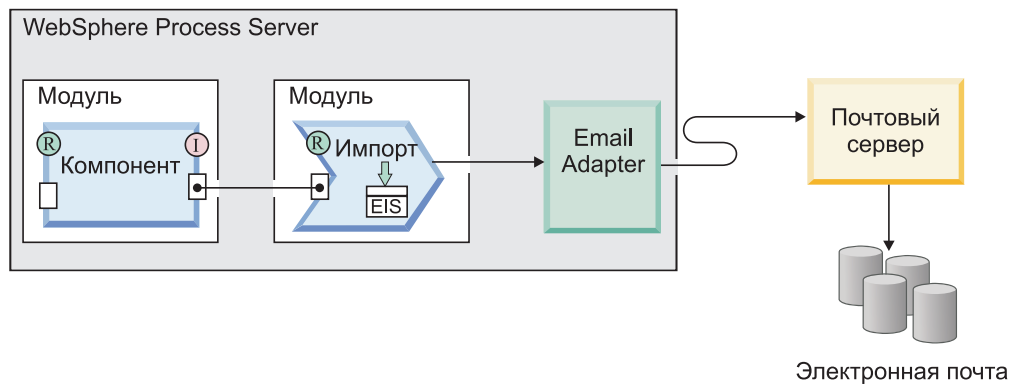 WebSphere Process Server
Модуль
R
I
Компонент
Модуль
R
Импорт
EIS
Email
Adapter
Почтовый
сервер
Электронная почта